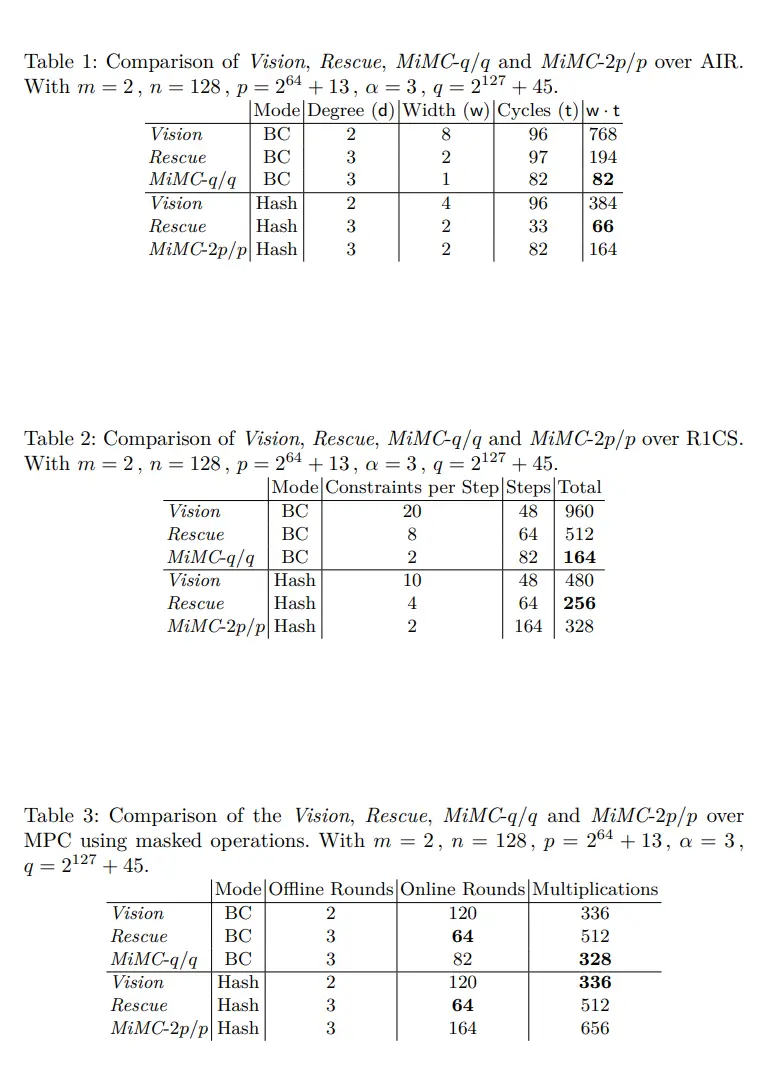 Table 1: Comparison of Vision, Rescue, MiMC-q/q and MiMC-2p/p over AIR.
With m = 2 , n = 128 , p = 2^64 + 13 , α = 3 , q = 2^127 + 45.
Mode Degree (d) Width (w) Cycles (t) w · t
Vision BC 2 8 96 768
Rescue BC 3 2 97 194
MiMC-q/q BC 3 1 82 82
Vision Hash 2 4 96 384
Rescue Hash 3 2 33 66
MiMC-2p/p Hash 3 2 82 164
Table 2: Comparison of Vision, Rescue, MiMC-q/q and MiMC-2p/p over R1CS.
With m = 2 , n = 128 , p = 2^64 + 13 , α = 3 , q = 2^127 + 45.
Mode Constraints per Step Steps Total
Vision BC 20 48 960
Rescue BC 8 64 512
MiMC-q/q BC 2 82 164
Vision Hash 10 48 480
Rescue Hash 4 64 256
MiMC-2p/p Hash 2 164 328
Table 3: Comparison of the Vision, Rescue, MiMC-q/q and MiMC-2p/p over
MPC using masked operations. With m = 2 , n = 128 , p = 2^64 + 13 , α = 3 ,
q = 2^127 + 45.
Mode Offline Rounds Online Rounds Multiplications
Vision BC 2 120 336
Rescue BC 3 64 512
MiMC-q/q BC 3 82 328
Vision Hash 2 120 336
Rescue Hash 3 64 512
MiMC-2p/p Hash 3 164 656